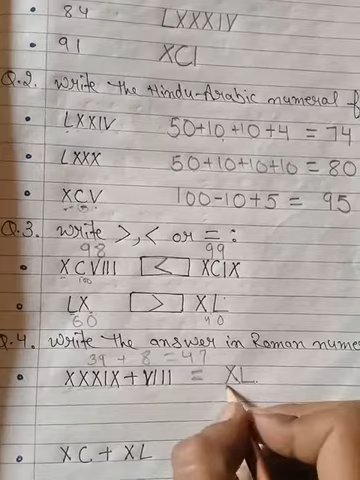 • 84 LXXXIV
• 91 XCI
Q.2. Write the Hindu-Arabic numeral f
• LXXIV 50+10+10+4 = 74
• LXXX 50+10+10+10 = 80
• XCV 100-10+5 = 95
Q.3. Write >, < or = :
98 99
• XCVIII < XCIX
100
• LX > XL
60 40
Q.4. Write the answer in Roman nume
39 + 8 = 47
• XXXIX + VIII = XL
• XC + XL